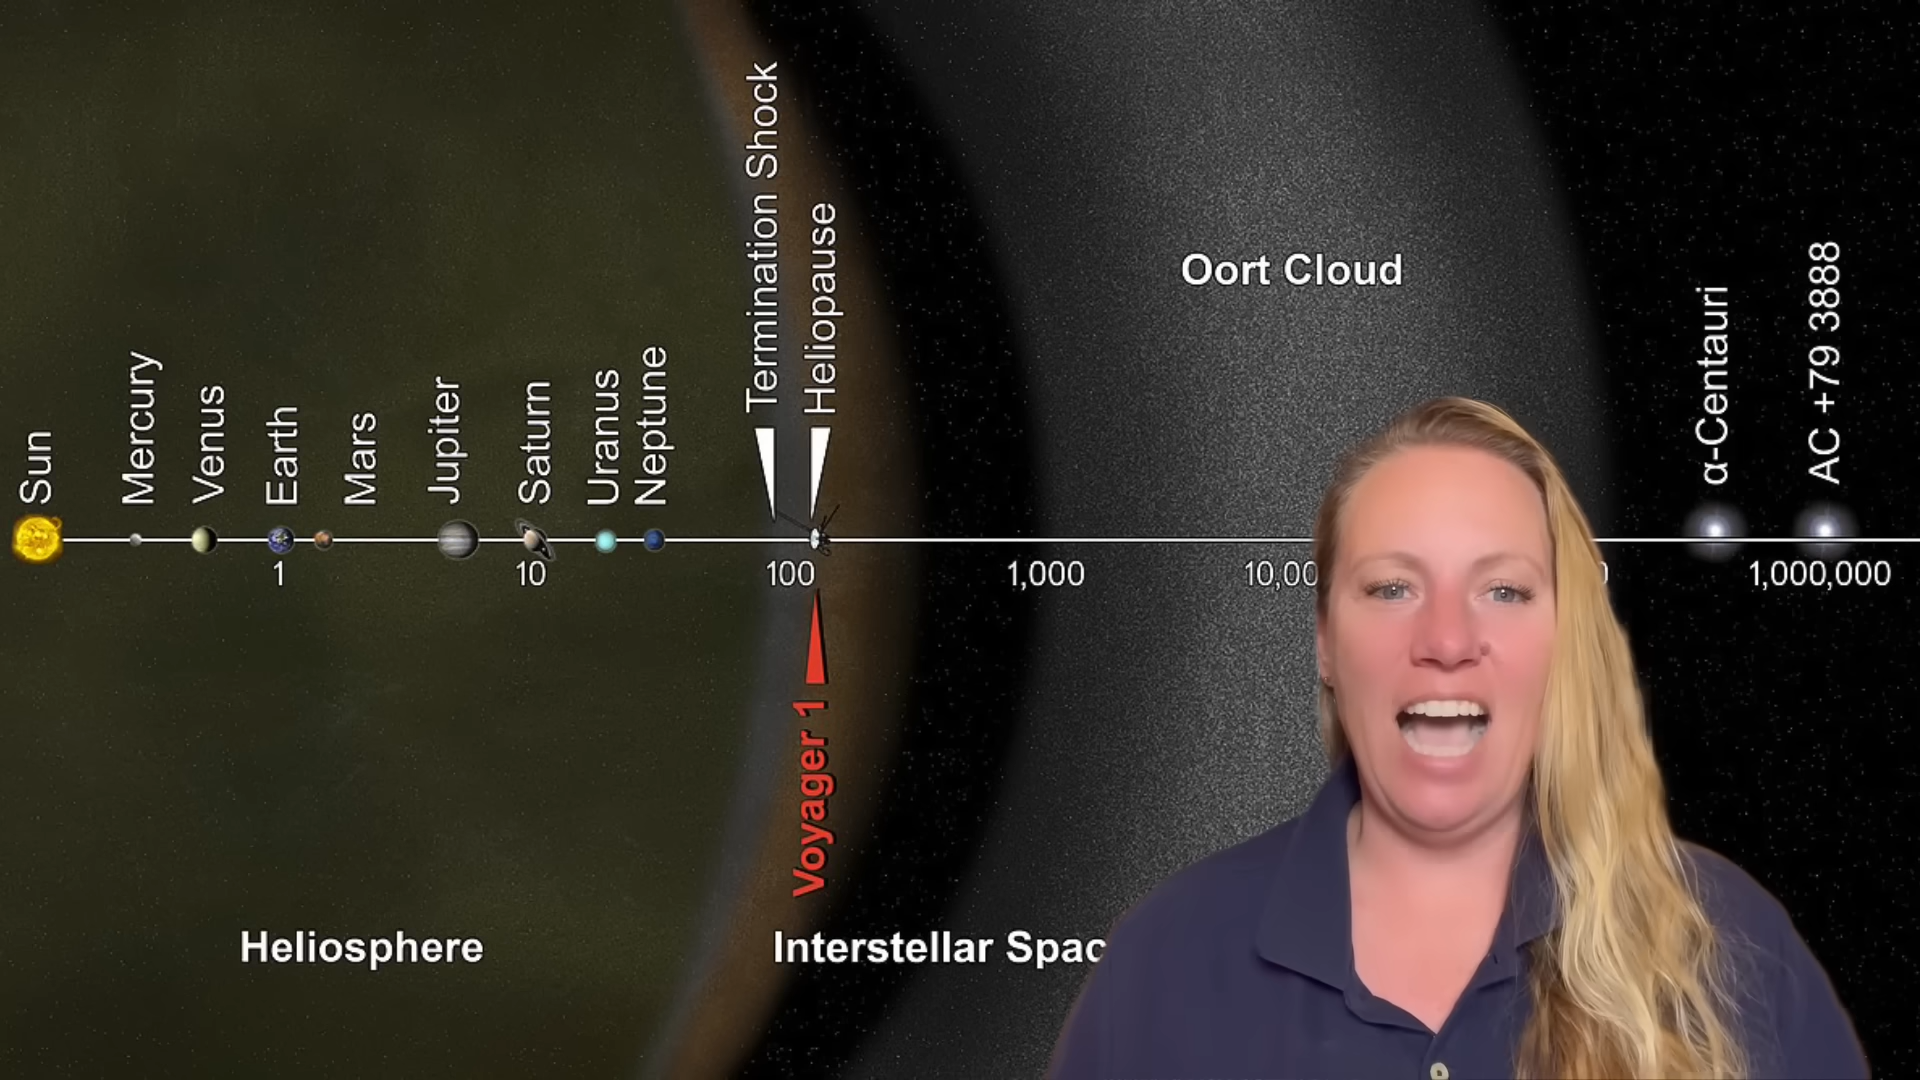 Sun
Mercury
Venus
Earth
Mars
Jupiter
Saturn
Uranus
Neptune
Termination Shock
Heliopause
Oort Cloud
α-Centauri
AC +79 3888
1
10
100
1,000
1,000,000
Voyager 1
Heliosphere
Interstellar